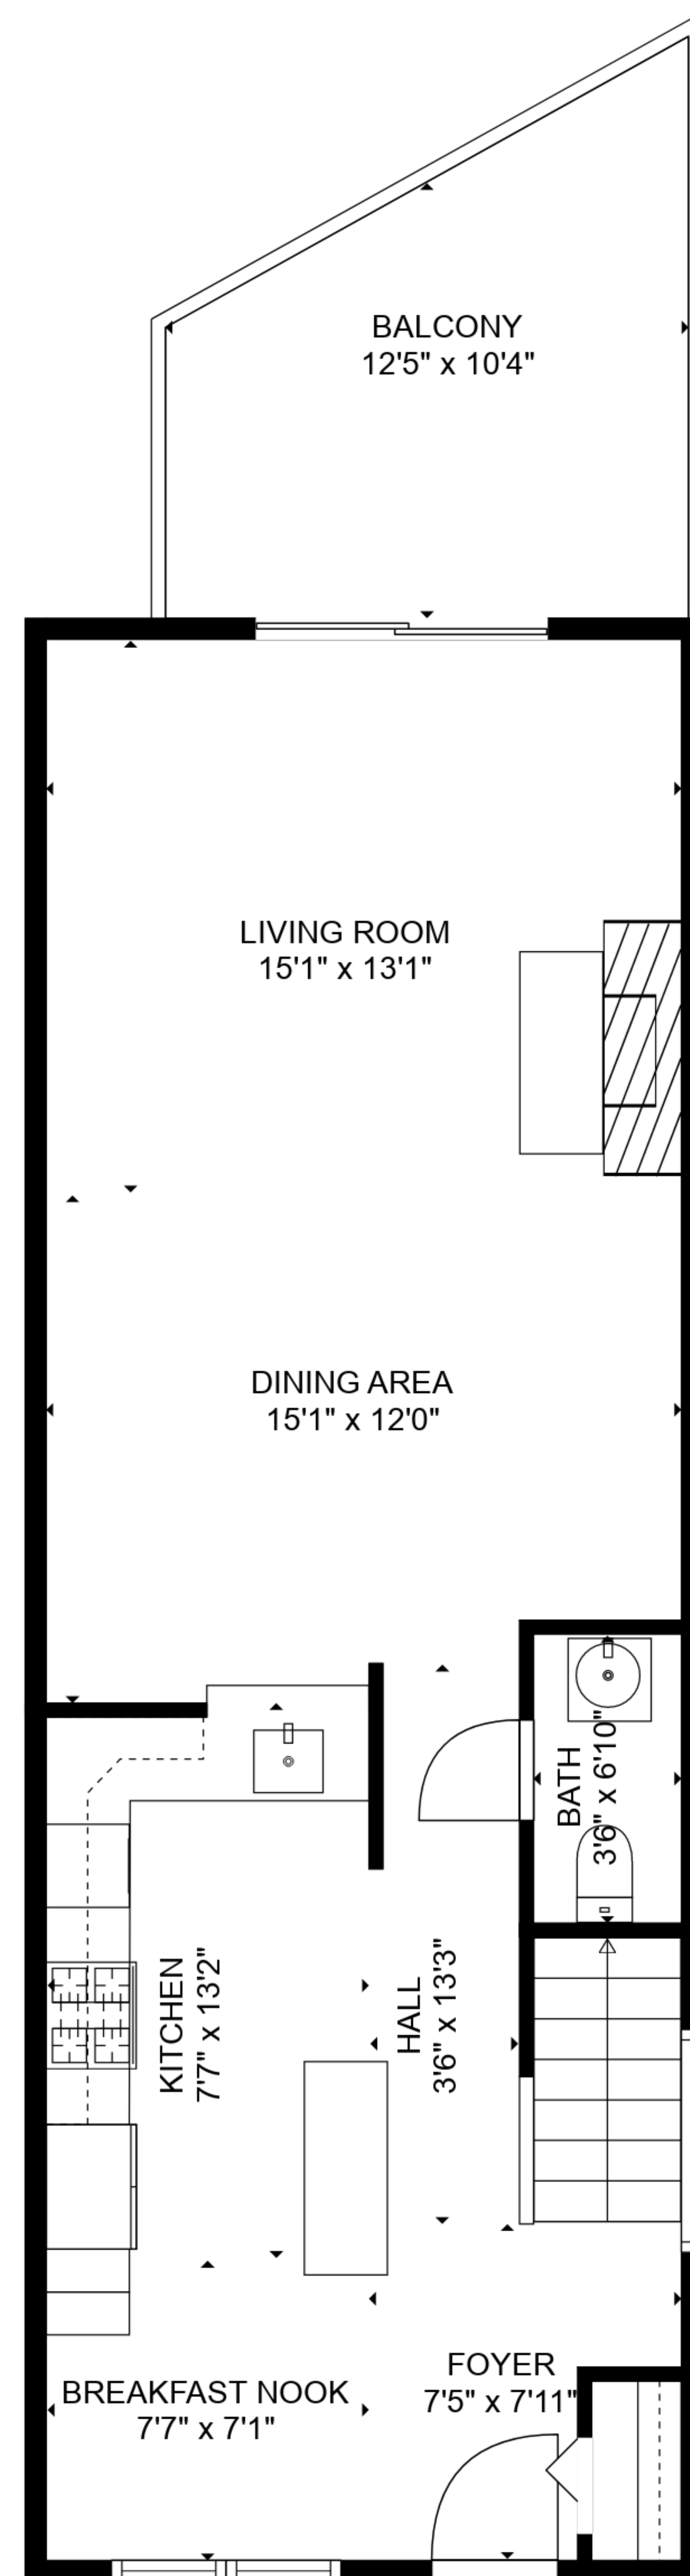 BALCONY
12'5" x 10'4"
LIVING ROOM
15'1" x 13'1"
DINING AREA
15'1" x 12'0"
BATH
3'6" x 6'10"
KITCHEN
7'7" x 13'2"
HALL
3'6" x 13'3"
FOYER
7'5" x 7'11"
BREAKFAST NOOK
7'7" x 7'1"